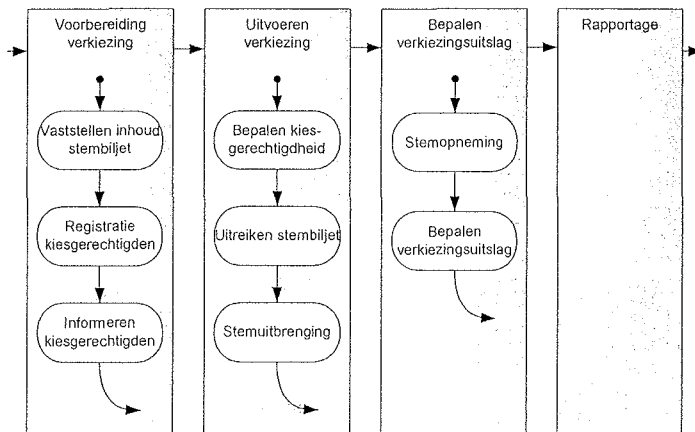 Voorbereiding
verkiezing
Vaststellen inhoud
stembiljet
Registratie
kiesgerechtigden
Informeren
kiesgerechtigden
Uitvoeren
verkiezing
Bepalen kies-
gerechtigdheid
Uitreiken stembiljet
Stemuitbrenging
Bepalen
verkiezingsuitslag
Stemopneming
Bepalen
verkiezingsuitslag
Rapportage